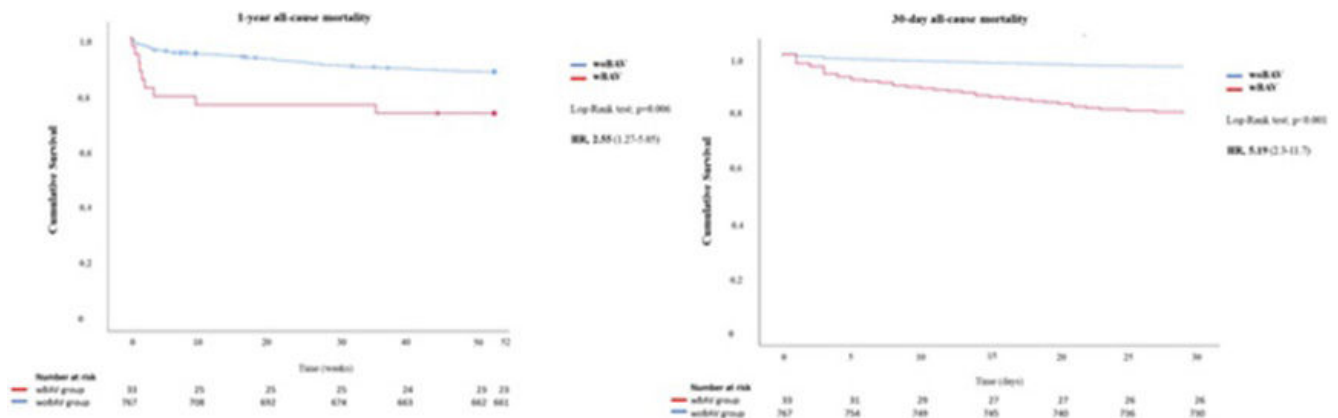 1-year all-cause mortality
Cumulative Survival
1.0
0.8
0.6
0.4
0.2
0
0 10 20 30 40 50 52
Time (weeks)
woBAV
wBAV
Log-Rank test; p=0.006
HR, 2.55 (1.27-5.05)
Number at risk
wBAV group 33 25 25 25 24 23 23
woBAV group 767 708 692 674 663 662 661
30-day all-cause mortality
Cumulative Survival
1.0
0.8
0.6
0.4
0.2
0
0 5 10 15 20 25 30
Time (days)
woBAV
wBAV
Log-Rank test; p<0.001
HR, 5.19 (2.3-11.7)
Number at risk
wBAV group 33 31 29 27 27 26 26
woBAV group 767 754 749 745 740 736 730